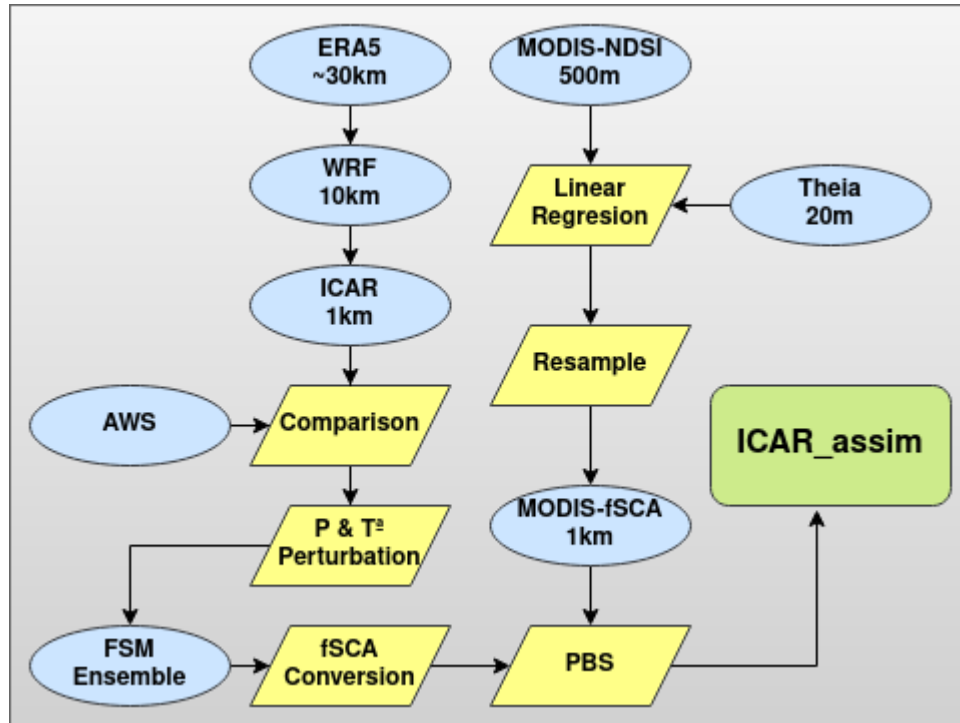 ERA5
~30km
MODIS-NDSI
500m
WRF
10km
Linear
Regresion
Theia
20m
ICAR
1km
Resample
AWS
Comparison
ICAR_assim
P & Tª
Perturbation
MODIS-fSCA
1km
FSM
Ensemble
fSCA
Conversion
PBS